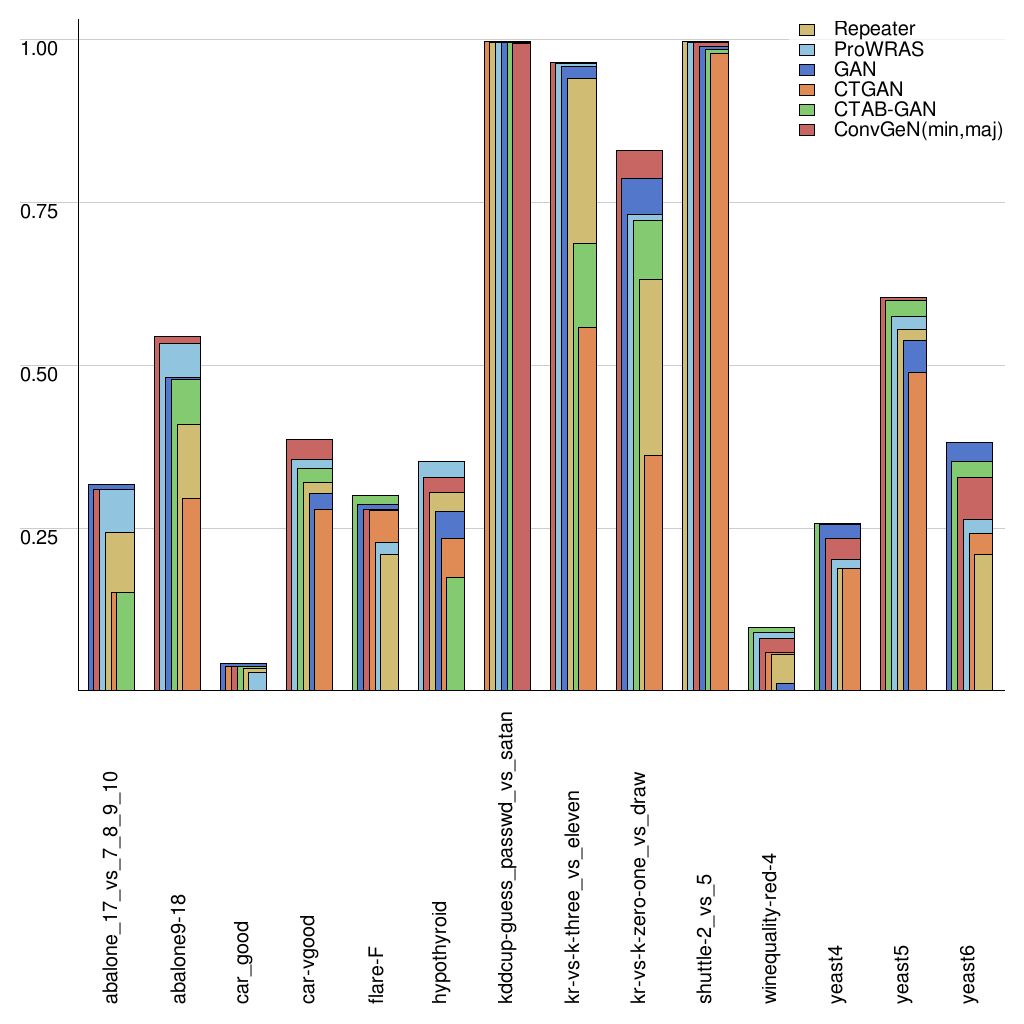 Repeater
ProWRAS
GAN
CTGAN
CTAB-GAN
ConvGeN(min,maj)
1.00
0.75
0.50
0.25
abalone_17_vs_7_8_9_10
abalone9-18
car_good
car-vgood
flare-F
hypothyroid
kddcup-guess_passwd_vs_satan
kr-vs-k-three_vs_eleven
kr-vs-k-zero-one_vs_draw
shuttle-2_vs_5
winequality-red-4
yeast4
yeast5
yeast6